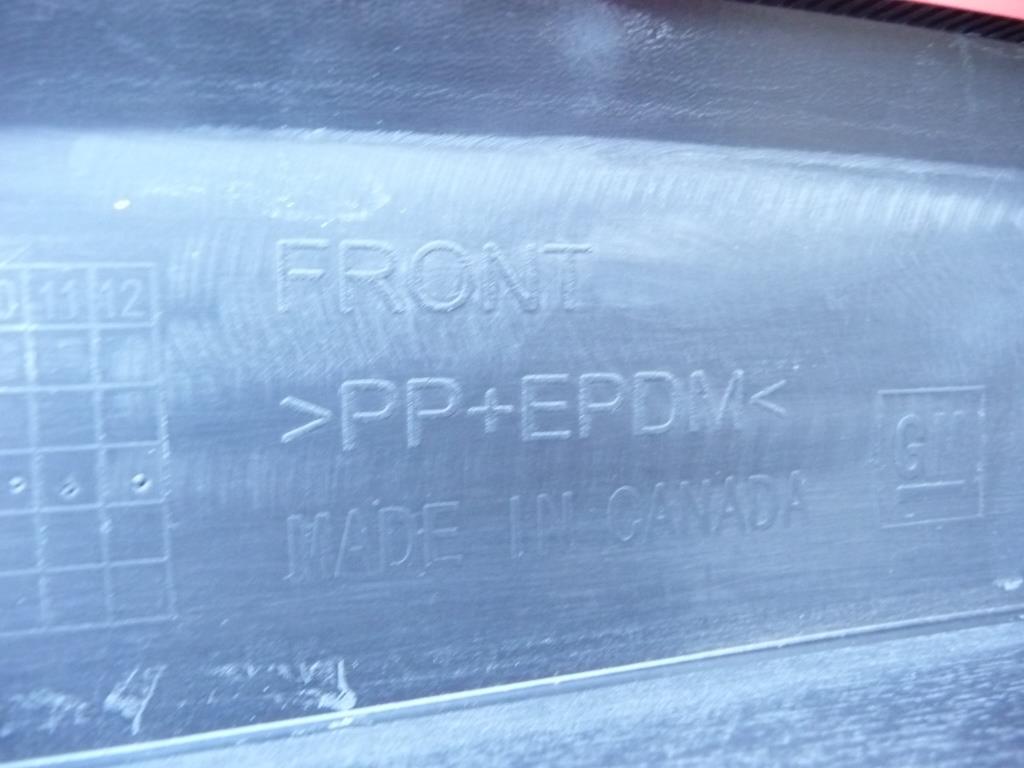 FRONT
11 12
>PP+EPDM<
GM
MADE IN CANADA